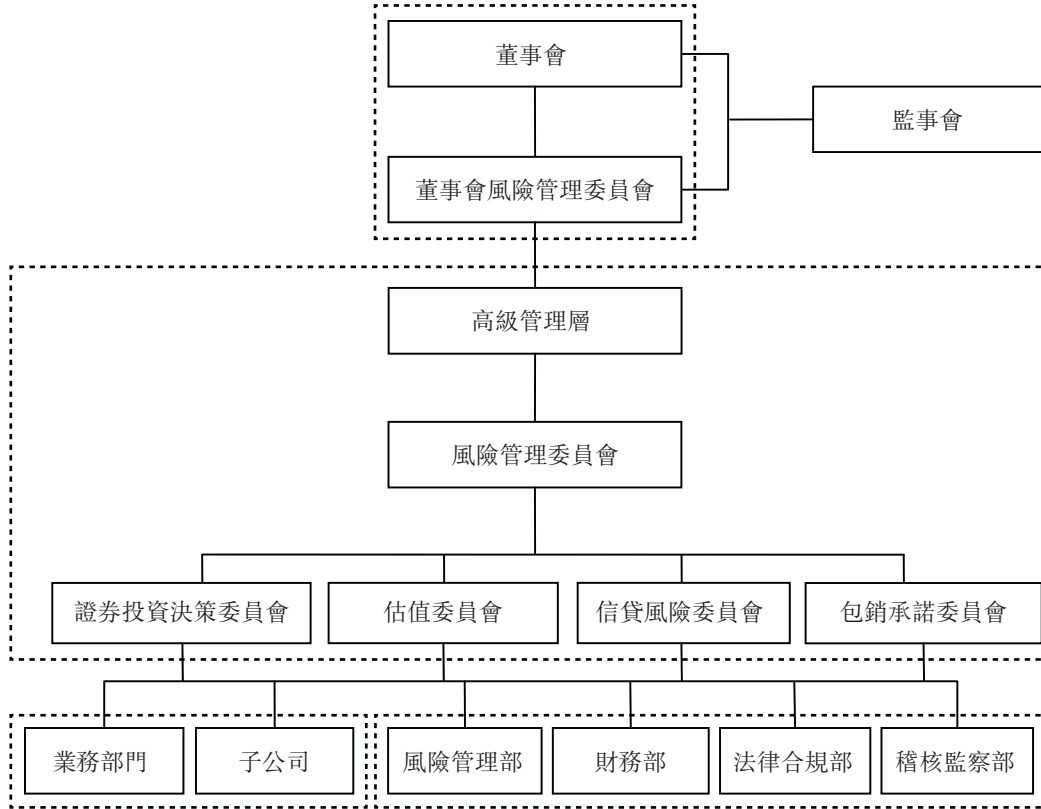 董事會
監事會
董事會風險管理委員會
高級管理層
風險管理委員會
證券投資決策委員會
估值委員會
信貸風險委員會
包銷承諾委員會
業務部門
子公司
風險管理部
財務部
法律合規部
稽核監察部